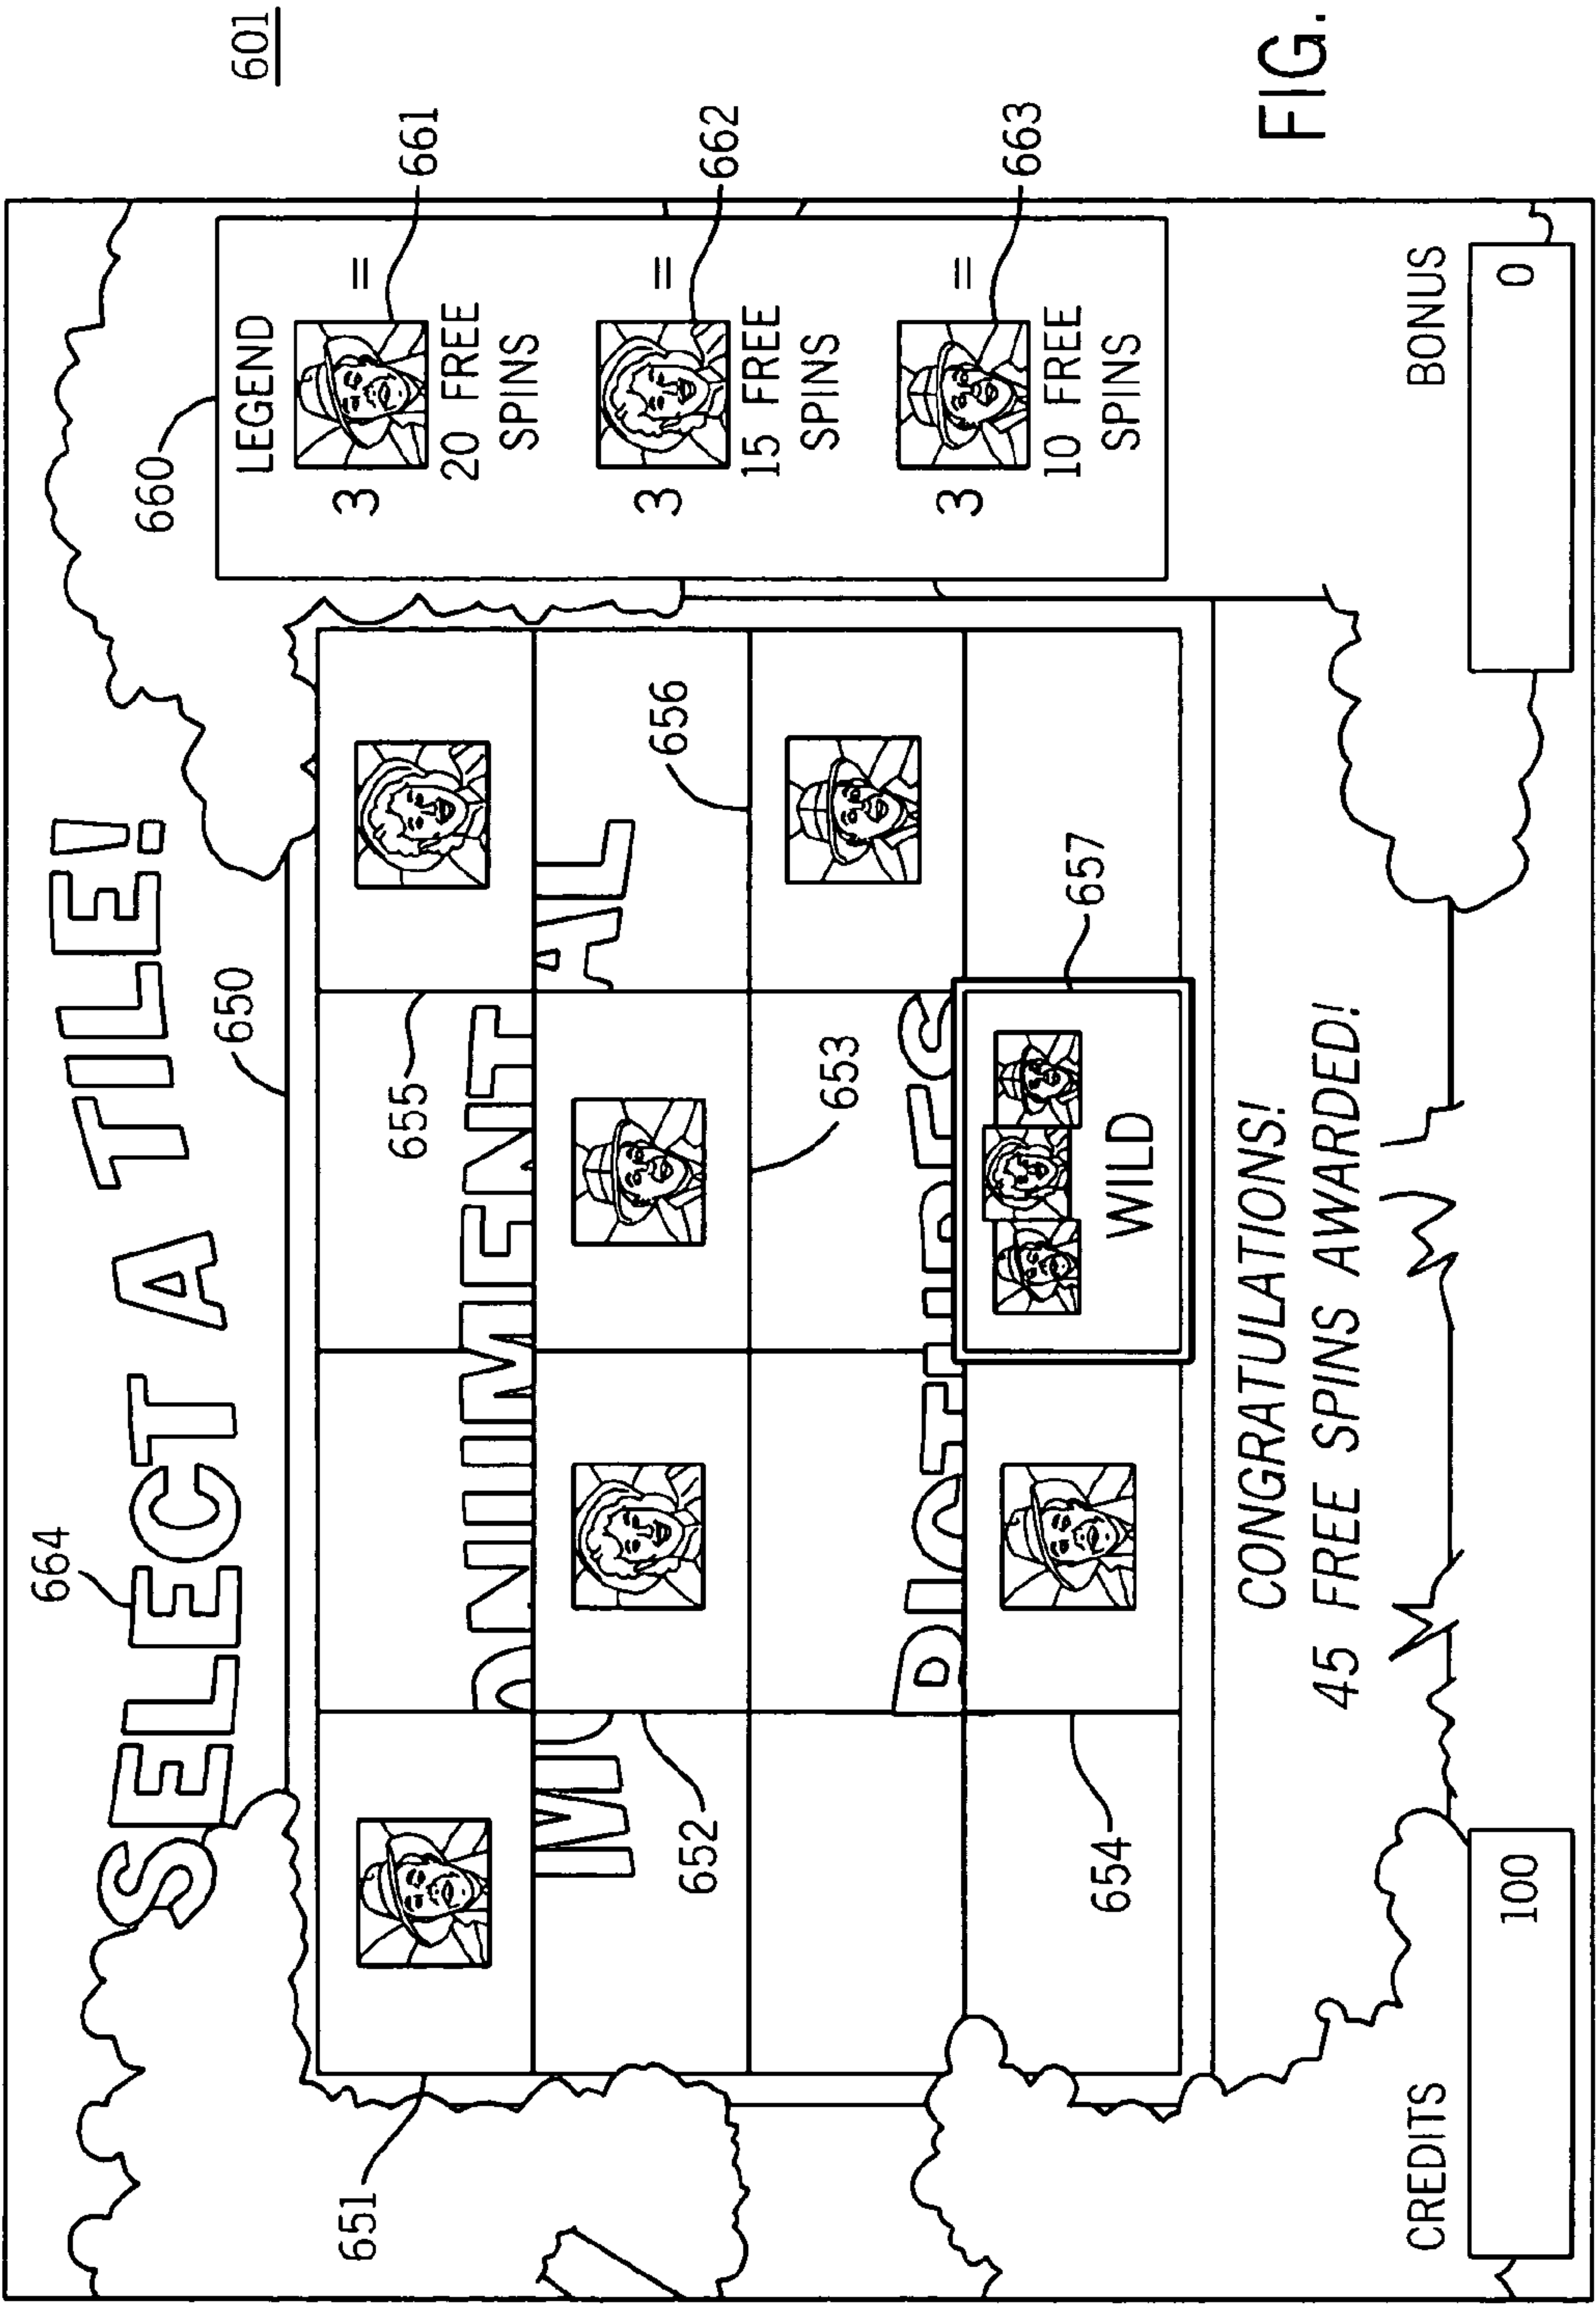 601
664
SELECT A TILE!
650
660
LEGEND
3 =
661
20 FREE
SPINS
3 =
662
15 FREE
SPINS
3 =
663
10 FREE
SPINS
651
655
MONUMENTAL
652
653
656
PICTURES
654
657
WILD
CONGRATULATIONS!
45 FREE SPINS AWARDED!
CREDITS
100
BONUS
0
FIG.